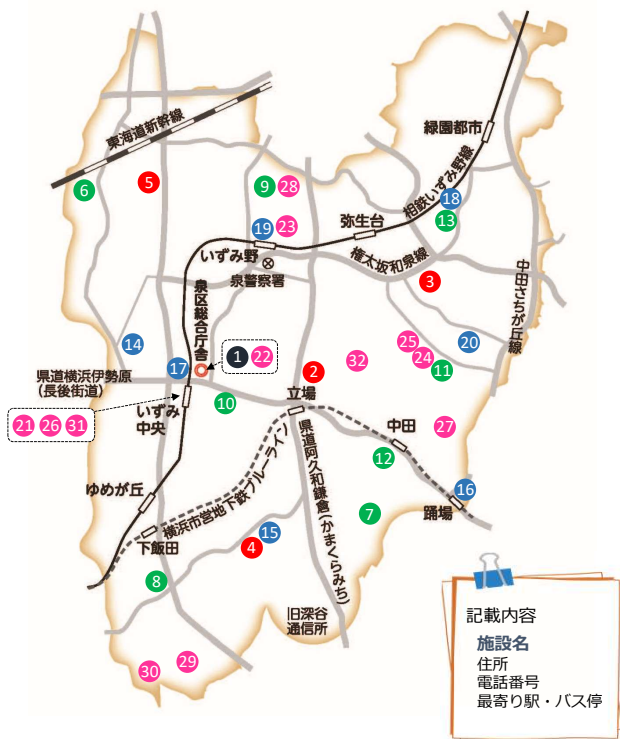 緑園都市
東海道新幹線
相鉄いずみ野線
6
5
9
28
18
13
19
23
弥生台
いずみ野
泉警察署
権太坂和泉線
3
中田さちが丘線
泉区総合庁舎
14
17
1
22
2
32
25
24
20
11
県道横浜伊勢原
(長後街道)
立場
10
いずみ
中央
21 26 31
中田
27
12
横浜市営地下鉄ブルーライン
県道阿久和鎌倉(かまくらみち)
ゆめが丘
16
踊場
7
下飯田
15
4
8
旧深谷
通信所
29
30
記載内容
施設名
住所
電話番号
最寄り駅・バス停